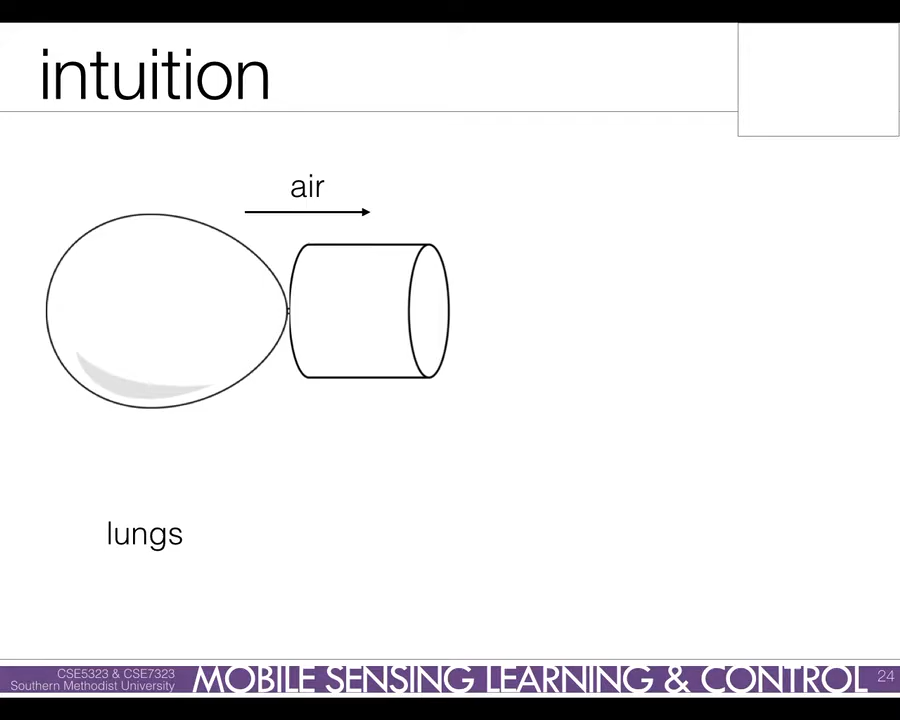 intuition
air
lungs
CSE5323 & CSE7323
Southern Methodist University
MOBILE SENSING LEARNING & CONTROL
24